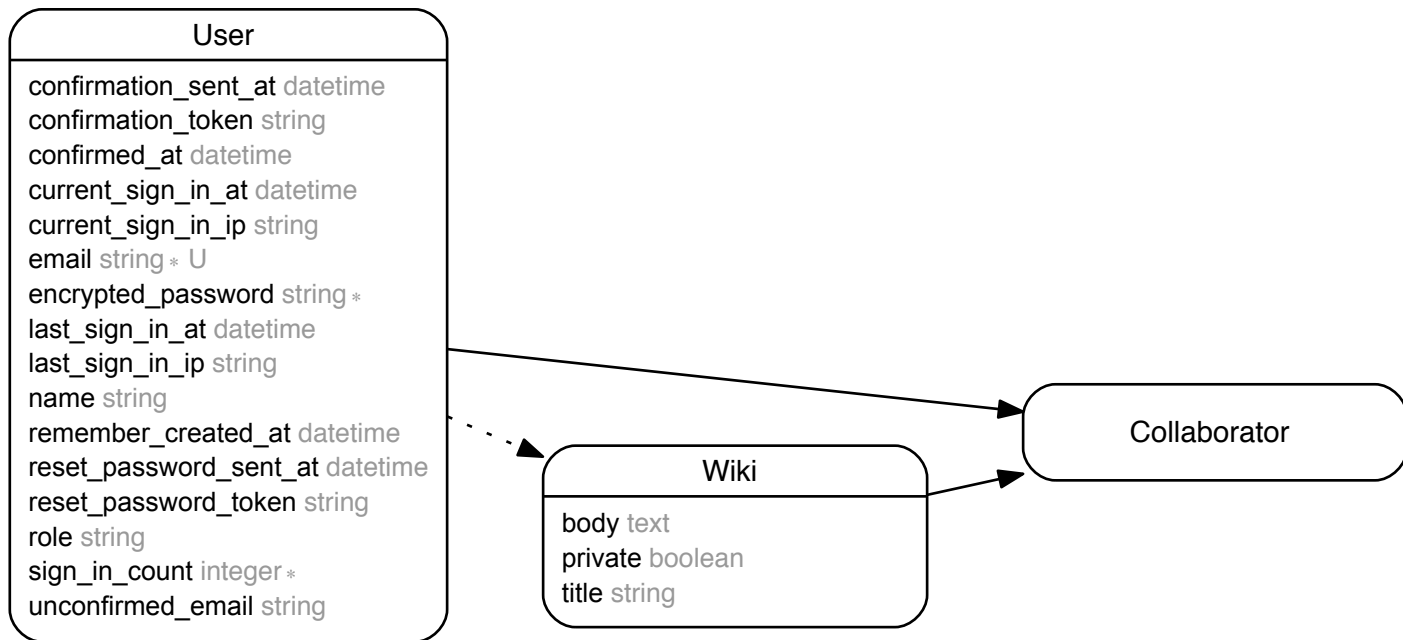 User
confirmation_sent_at datetime
confirmation_token string
confirmed_at datetime
current_sign_in_at datetime
current_sign_in_ip string
email string ∗ U
encrypted_password string ∗
last_sign_in_at datetime
last_sign_in_ip string
name string
remember_created_at datetime
reset_password_sent_at datetime
reset_password_token string
role string
sign_in_count integer ∗
unconfirmed_email string
Wiki
body text
private boolean
title string
Collaborator